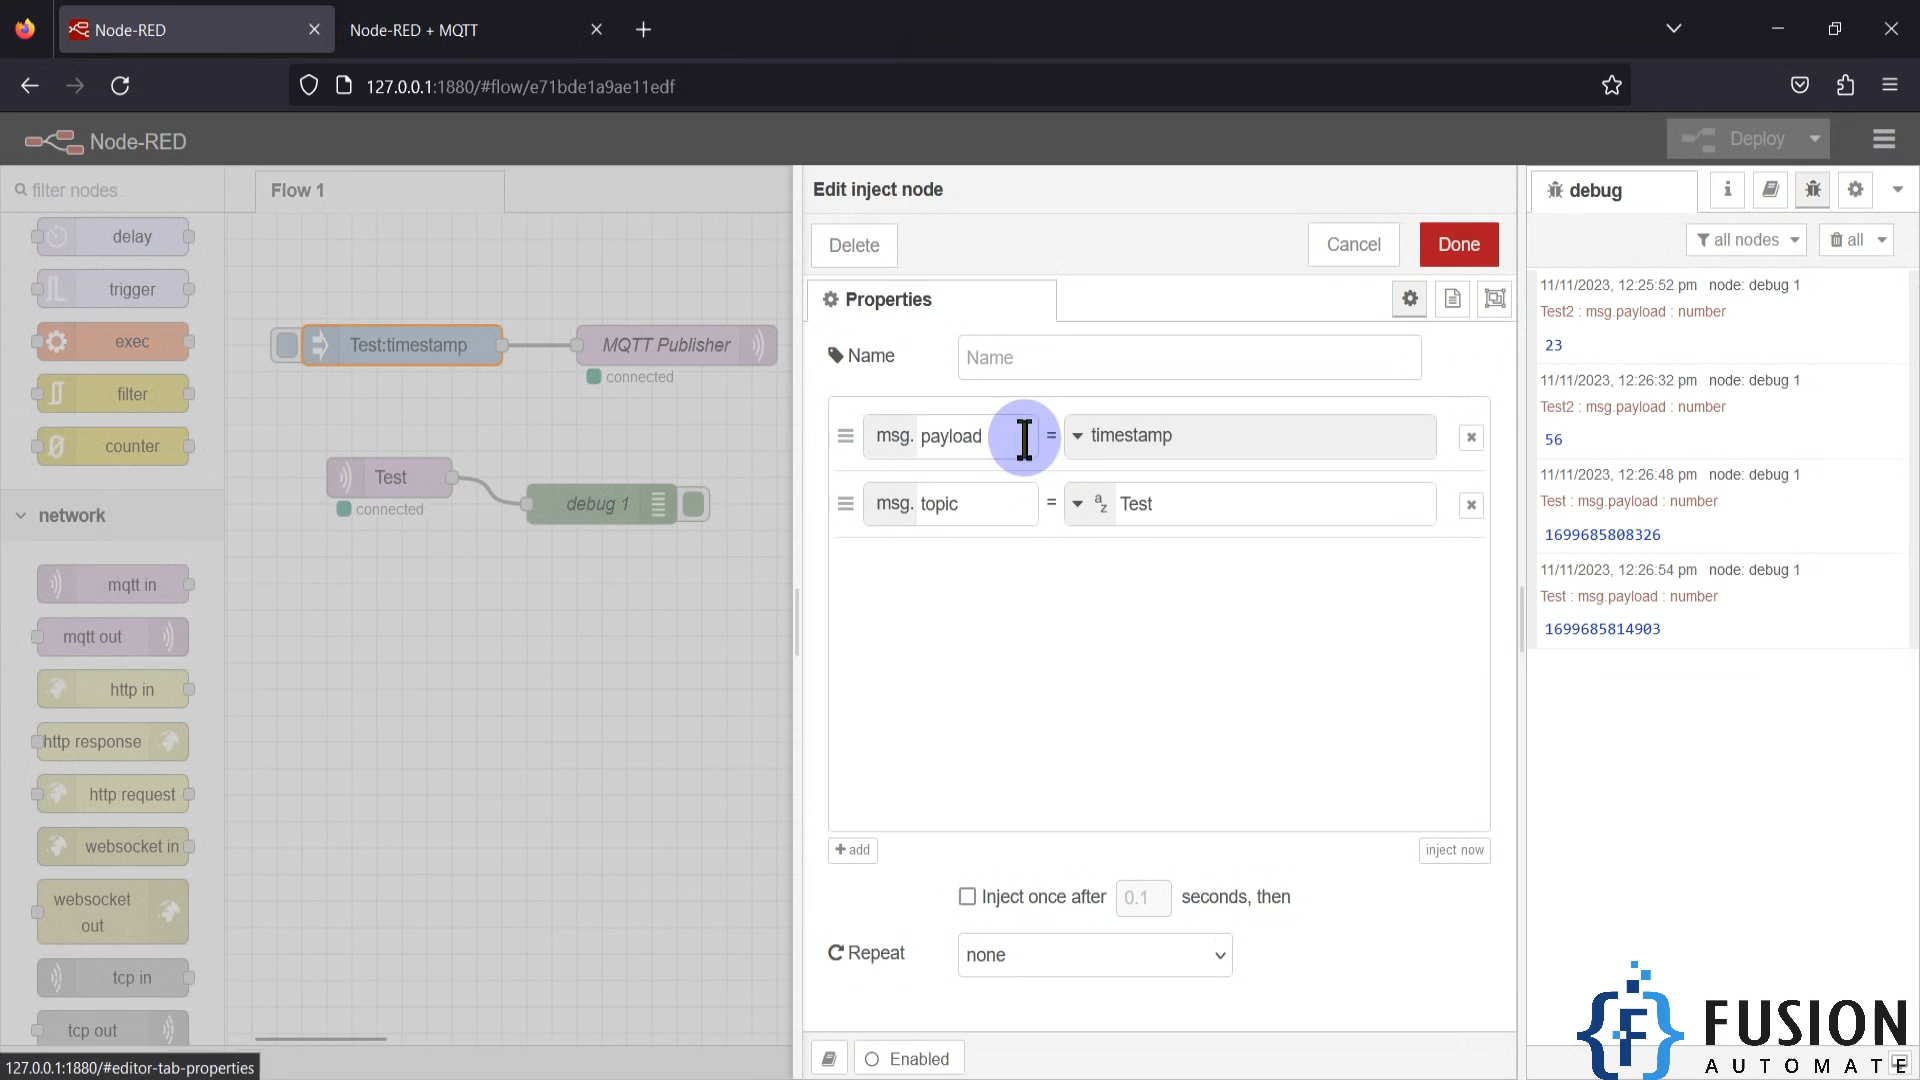 Node-RED
Node-RED + MQTT
127.0.0.1:1880/#flow/e71bde1a9ae11edf
Node-RED
Deploy
filter nodes
Flow 1
Edit inject node
debug
delay
trigger
exec
filter
counter
network
mqtt in
mqtt out
http in
http response
http request
websocket in
websocket
out
tcp in
tcp out
127.0.0.1:1880/#editor-tab-properties
Test:timestamp
MQTT Publisher
connected
Test
connected
debug 1
Delete
Cancel
Done
Properties
Name
Name
msg. payload = timestamp
msg. topic = Test
add
inject now
Inject once after 0.1 seconds, then
Repeat none
Enabled
all nodes
all
11/11/2023, 12:25:52 pm node: debug 1
Test2 : msg.payload : number
23
11/11/2023, 12:26:32 pm node: debug 1
Test2 : msg.payload : number
56
11/11/2023, 12:26:48 pm node: debug 1
Test : msg.payload : number
1699685808326
11/11/2023, 12:26:54 pm node: debug 1
Test : msg.payload : number
1699685814903
FUSION
AUTOMATE